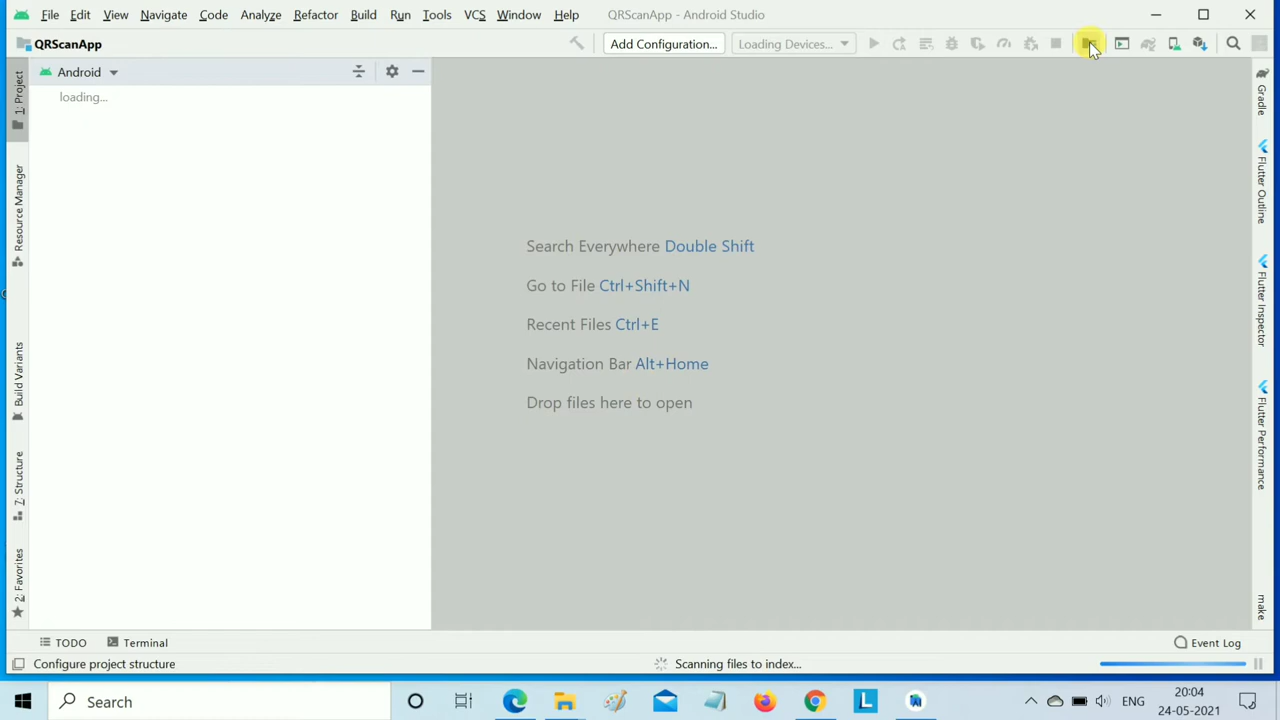 File Edit View Navigate Code Analyze Refactor Build Run Tools VCS Window Help QRScanApp - Android Studio
QRScanApp Add Configuration... Loading Devices...
Android
loading...
1: Project
Resource Manager
Build Variants
7: Structure
2: Favorites
Search Everywhere Double Shift
Go to File Ctrl+Shift+N
Recent Files Ctrl+E
Navigation Bar Alt+Home
Drop files here to open
Gradle
Flutter Outline
Flutter Inspector
Flutter Performance
make
TODO Terminal Event Log
Configure project structure Scanning files to index...
Search ENG 20:04
24-05-2021